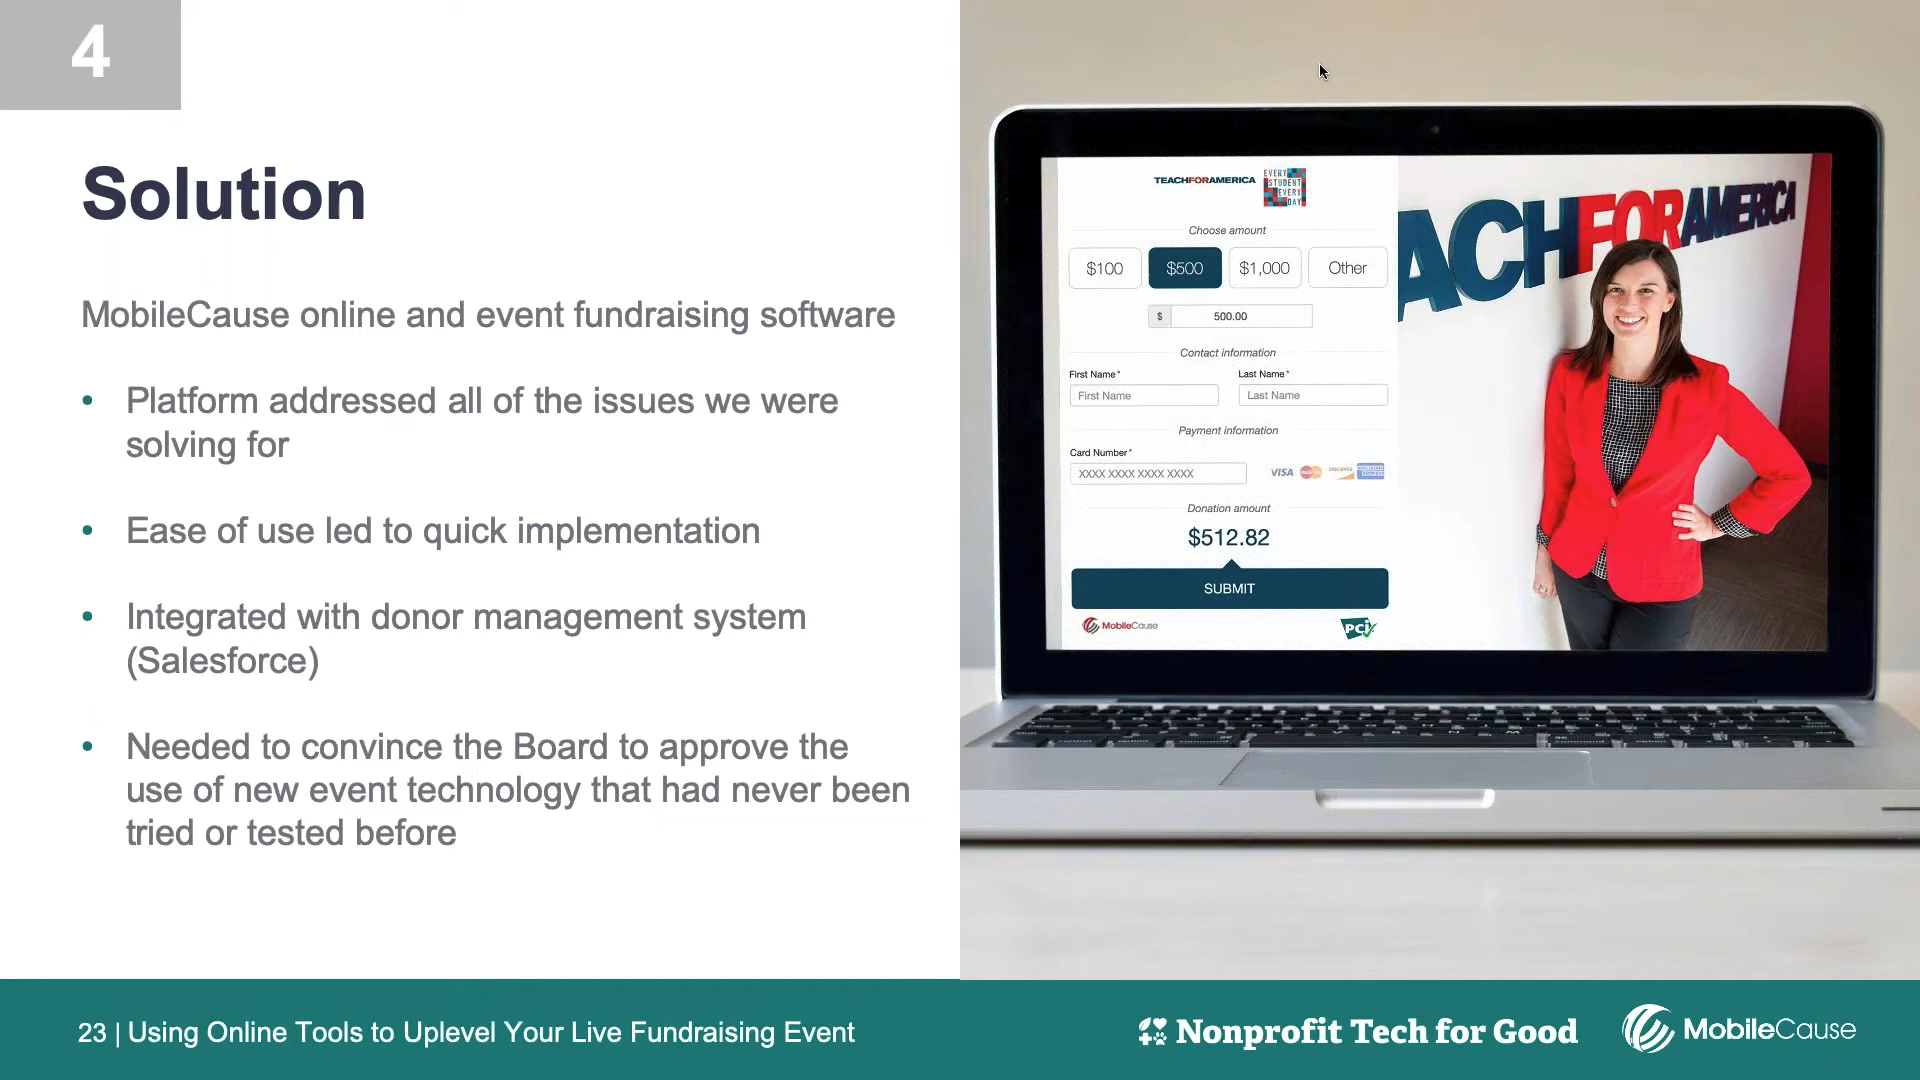 4
Solution
MobileCause online and event fundraising software
• Platform addressed all of the issues we were
solving for
• Ease of use led to quick implementation
• Integrated with donor management system
(Salesforce)
• Needed to convince the Board to approve the
use of new event technology that had never been
tried or tested before
TEACHFORAMERICA
EVERY
STUDENT
EVERY
DAY
Choose amount
$100 $500 $1,000 Other
$ 500.00
Contact information
First Name* Last Name*
First Name Last Name
Payment information
Card Number*
XXXX XXXX XXXX XXXX VISA MasterCard DISCOVER AMERICAN EXPRESS
Donation amount
$512.82
SUBMIT
MobileCause PCI
ACHFORAMERICA
23 | Using Online Tools to Uplevel Your Live Fundraising Event
Nonprofit Tech for Good
MobileCause